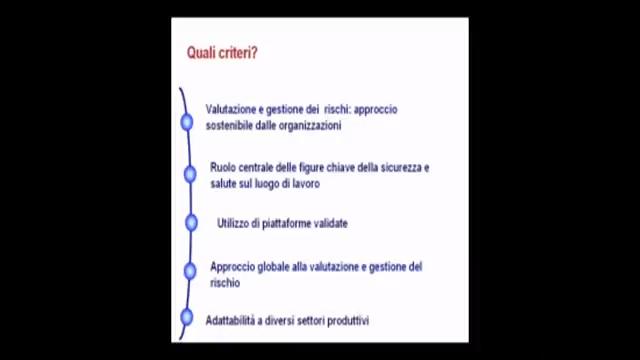 Quali criteri?
Valutazione e gestione dei rischi: approccio
sostenibile dalle organizzazioni
Ruolo centrale delle figure chiave della sicurezza e
salute sul luogo di lavoro
Utilizzo di piattaforme validate
Approccio globale alla valutazione e gestione del
rischio
Adattabilità a diversi settori produttivi